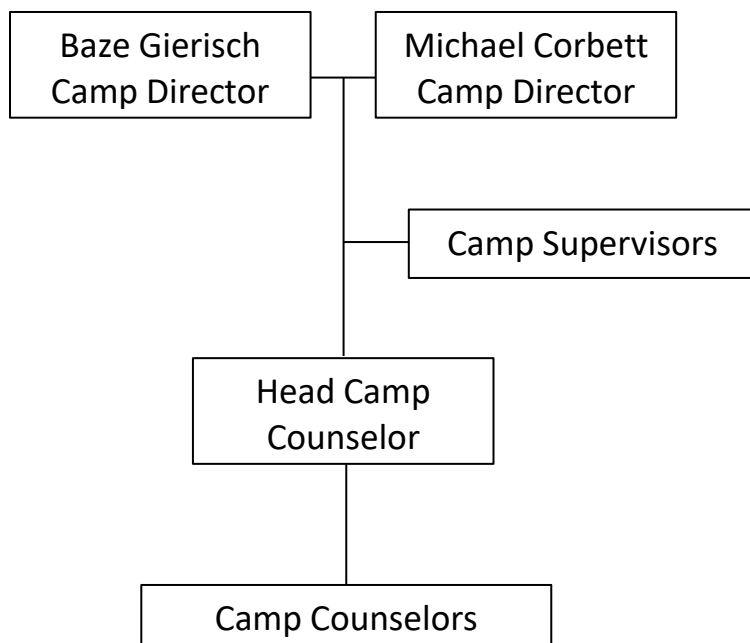 Baze Gierisch
Camp Director
Michael Corbett
Camp Director
Camp Supervisors
Head Camp
Counselor
Camp Counselors